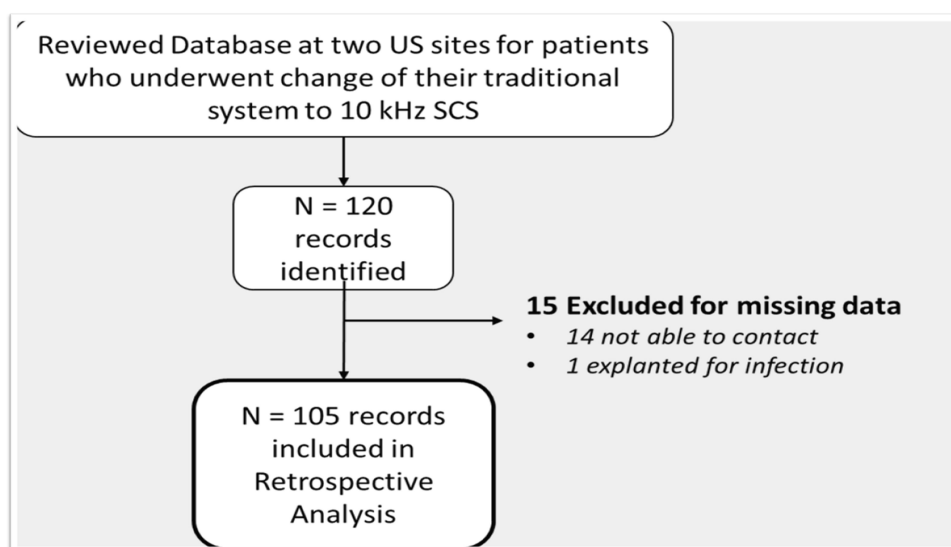 Reviewed Database at two US sites for patients
who underwent change of their traditional
system to 10 kHz SCS
N = 120
records
identified
15 Excluded for missing data
• 14 not able to contact
• 1 explanted for infection
N = 105 records
included in
Retrospective
Analysis